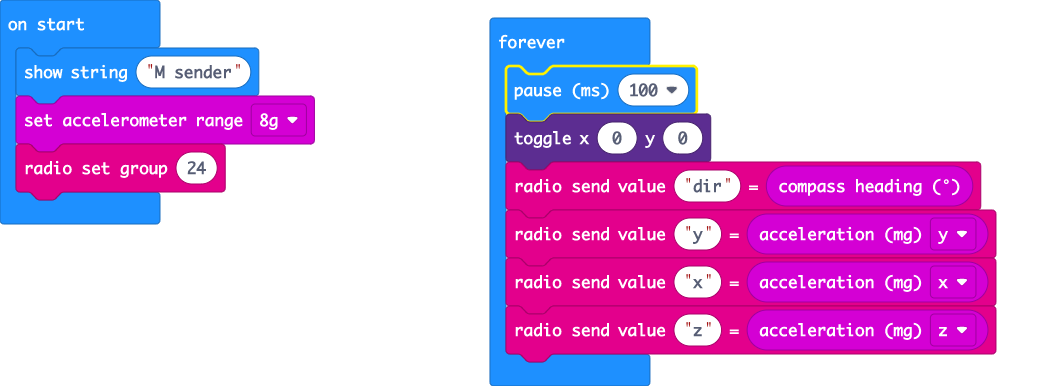 on start
show string "M sender"
set accelerometer range 8g
radio set group 24
forever
pause (ms) 100
toggle x 0 y 0
radio send value "dir" = compass heading (°)
radio send value "y" = acceleration (mg) y
radio send value "x" = acceleration (mg) x
radio send value "z" = acceleration (mg) z